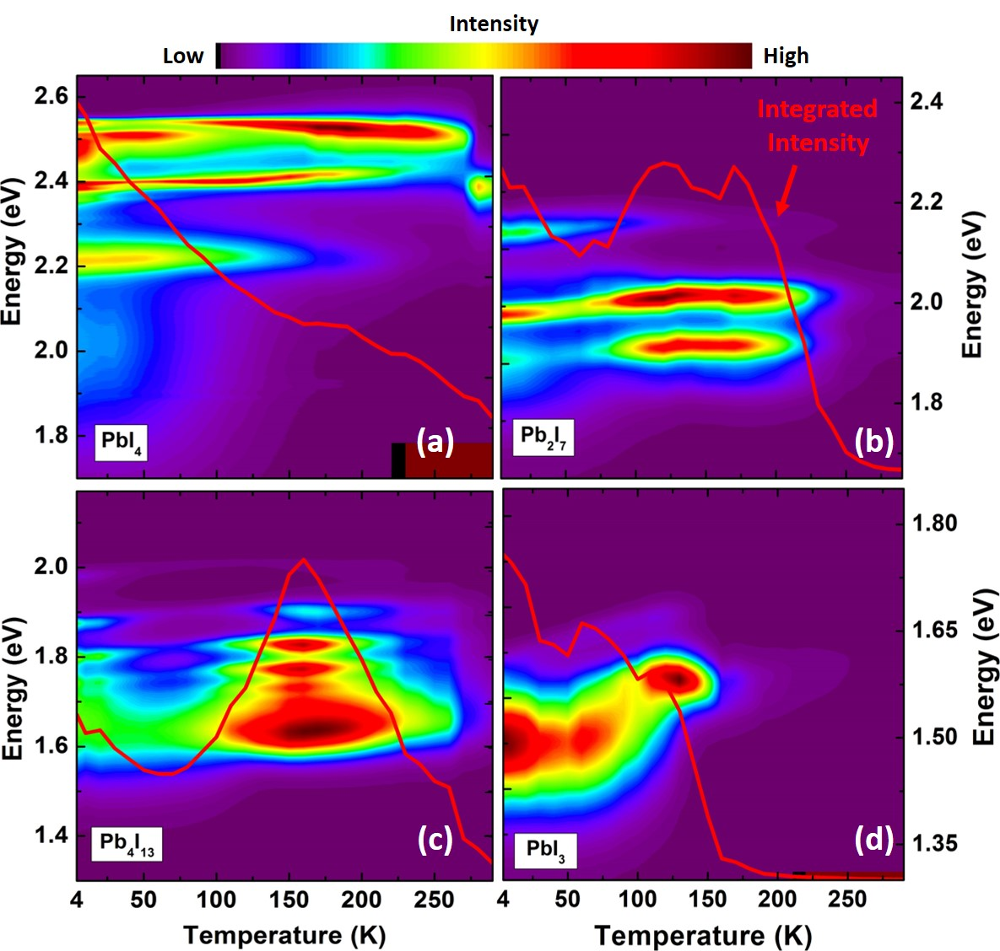 Intensity
Low High
2.6
2.4
2.2
2.0
1.8
Energy (eV)
PbI4
(a)
Integrated
Intensity
2.4
2.2
2.0
1.8
Energy (eV)
Pb2I7
(b)
2.0
1.8
1.6
1.4
Energy (eV)
Pb4I13
(c)
4 50 100 150 200 250
Temperature (K)
1.80
1.65
1.50
1.35
Energy (eV)
PbI3
(d)
4 50 100 150 200 250
Temperature (K)